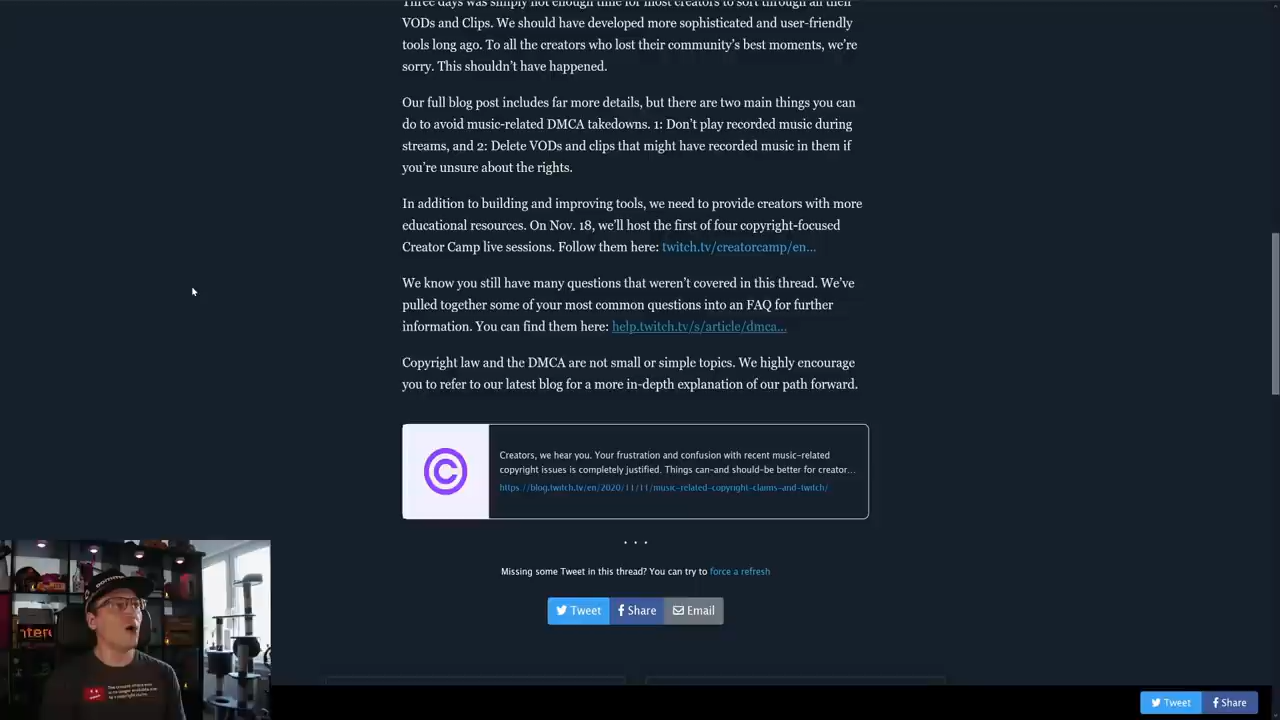 Three days was simply not enough time for most creators to sort through all their
VODs and Clips. We should have developed more sophisticated and user-friendly
tools long ago. To all the creators who lost their community's best moments, we're
sorry. This shouldn't have happened.
Our full blog post includes far more details, but there are two main things you can
do to avoid music-related DMCA takedowns. 1: Don't play recorded music during
streams, and 2: Delete VODs and clips that might have recorded music in them if
you're unsure about the rights.
In addition to building and improving tools, we need to provide creators with more
educational resources. On Nov. 18, we'll host the first of four copyright-focused
Creator Camp live sessions. Follow them here: twitch.tv/creatorcamp/en...
We know you still have many questions that weren't covered in this thread. We've
pulled together some of your most common questions into an FAQ for further
information. You can find them here: help.twitch.tv/s/article/dmca...
Copyright law and the DMCA are not small or simple topics. We highly encourage
you to refer to our latest blog for a more in-depth explanation of our path forward.
©
Creators, we hear you. Your frustration and confusion with recent music-related
copyright issues is completely justified. Things can-and should-be better for creator...
https://blog.twitch.tv/en/2020/11/11/music-related-copyright-claims-and-twitch/
• • •
Missing some Tweet in this thread? You can try to force a refresh
Tweet Share Email
Tweet Share